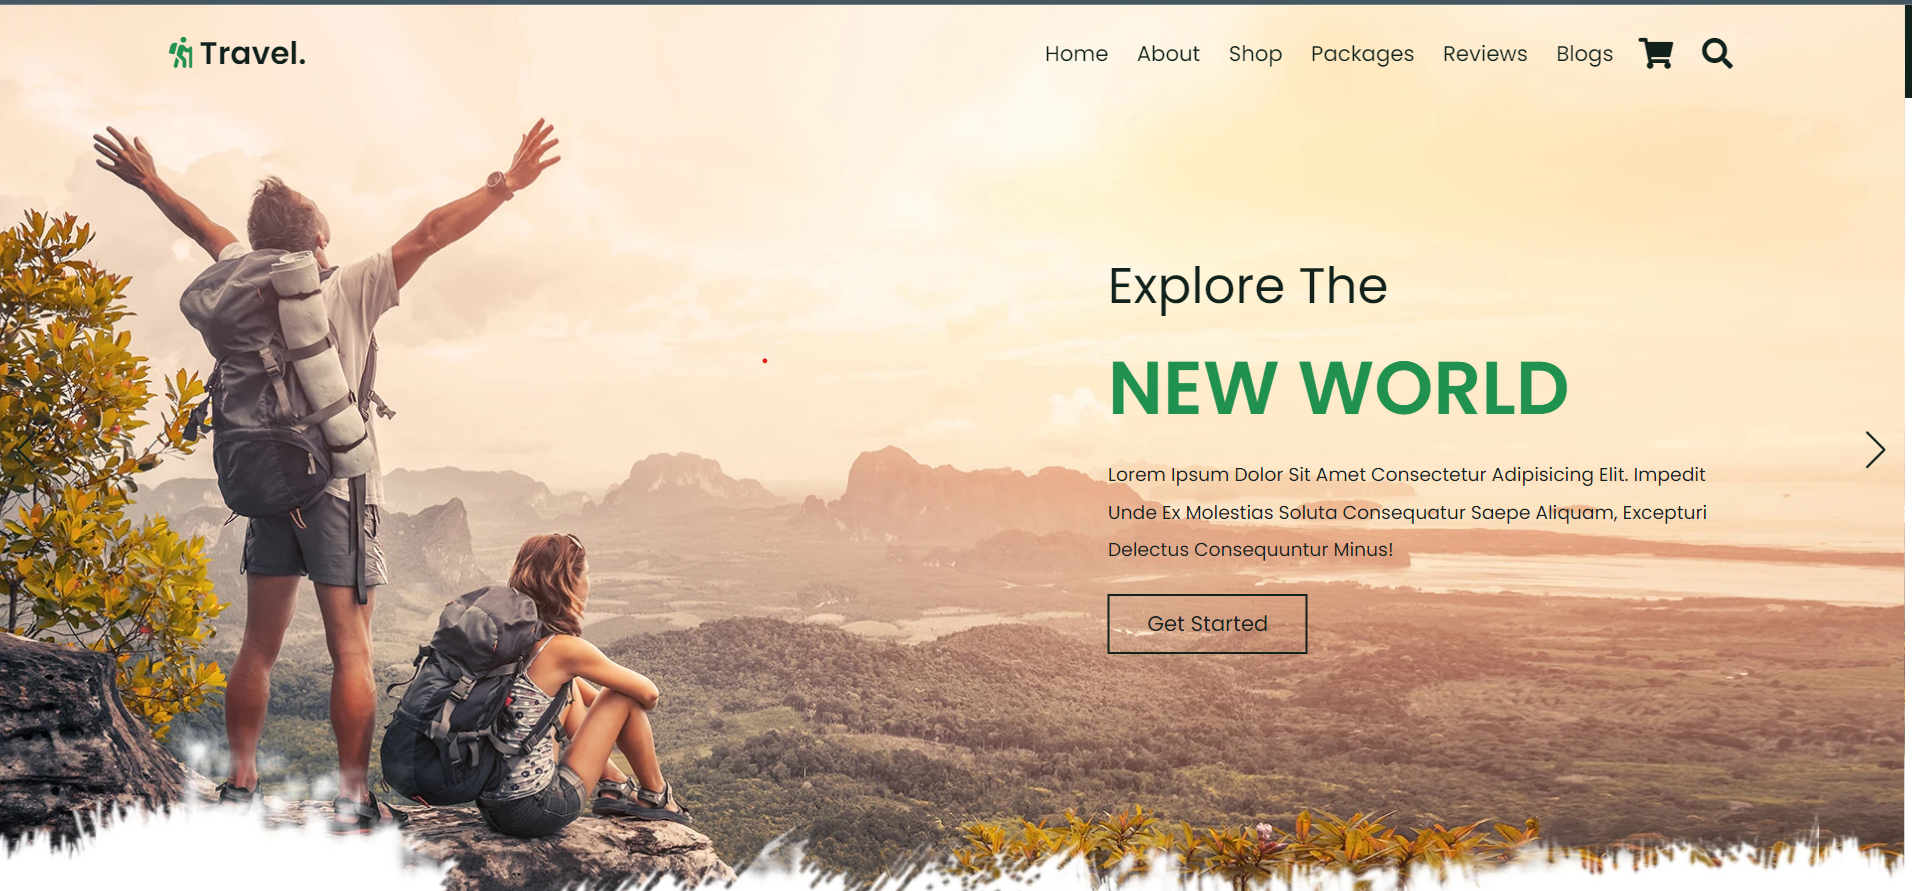 Travel.
Home About Shop Packages Reviews Blogs
Explore The
NEW WORLD
Lorem Ipsum Dolor Sit Amet Consectetur Adipisicing Elit. Impedit
Unde Ex Molestias Soluta Consequatur Saepe Aliquam, Excepturi
Delectus Consequuntur Minus!
Get Started